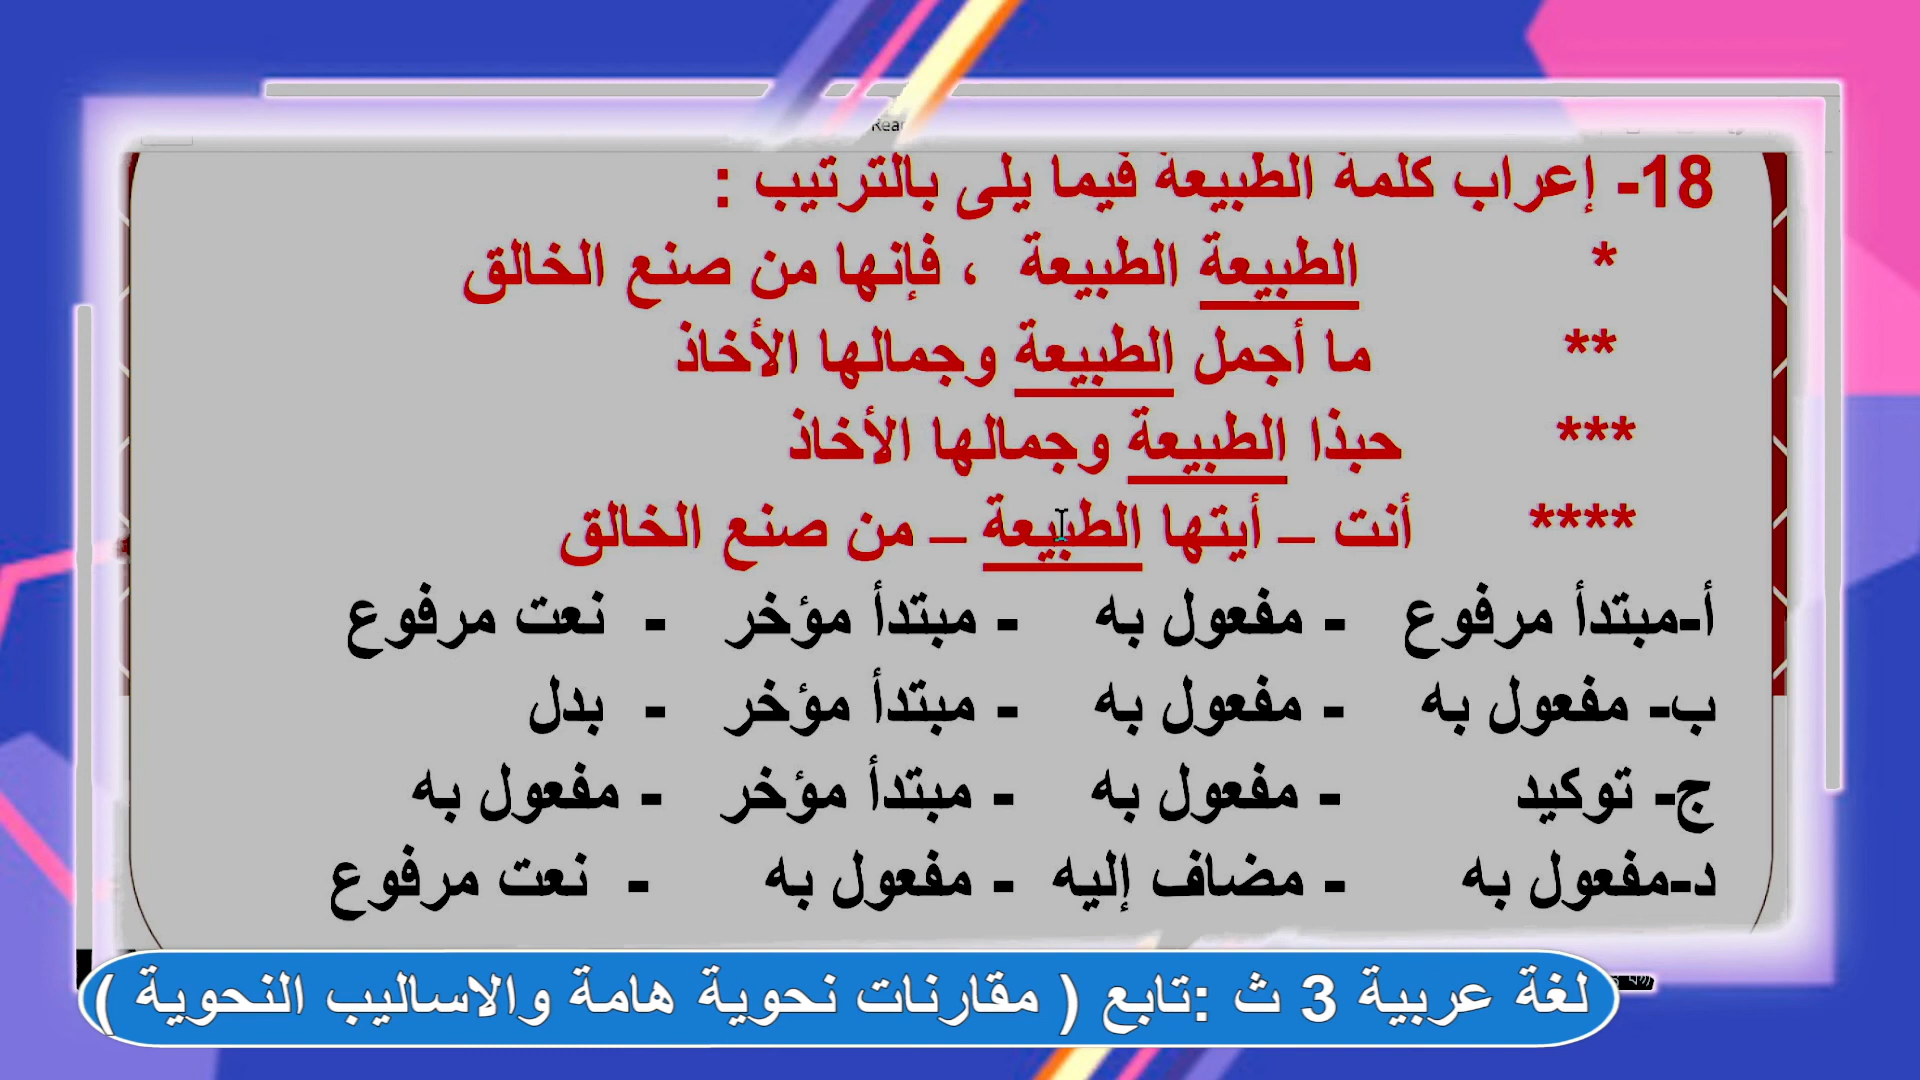 Read
18- إعراب كلمة الطبيعة فيما يلى بالترتيب :
* الطبيعة الطبيعة ، فإنها من صنع الخالق
** ما أجمل الطبيعة وجمالها الأخاذ
*** حبذا الطبيعة وجمالها الأخاذ
**** أنت – أيتها الطبيعة – من صنع الخالق
أ-مبتدأ مرفوع - مفعول به - مبتدأ مؤخر - نعت مرفوع
ب- مفعول به - مفعول به - مبتدأ مؤخر - بدل
ج- توكيد - مفعول به - مبتدأ مؤخر - مفعول به
د-مفعول به - مضاف إليه - مفعول به - نعت مرفوع
لغة عربية 3 ث :تابع ( مقارنات نحوية هامة والاساليب النحوية )